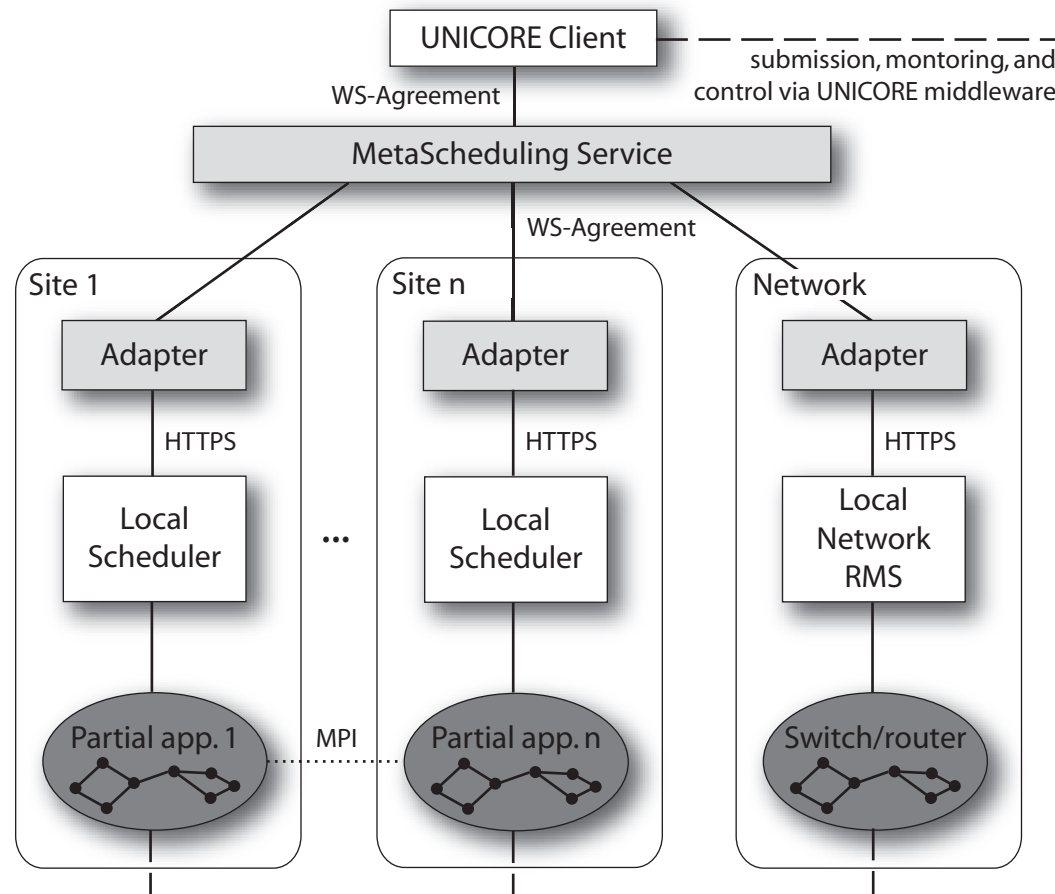 UNICORE Client
submission, montoring, and
control via UNICORE middleware
WS-Agreement
MetaScheduling Service
WS-Agreement
Site 1
Site n
Network
Adapter
Adapter
Adapter
HTTPS
HTTPS
HTTPS
Local
Scheduler
...
Local
Scheduler
Local
Network
RMS
Partial app. 1
MPI
Partial app. n
Switch/router